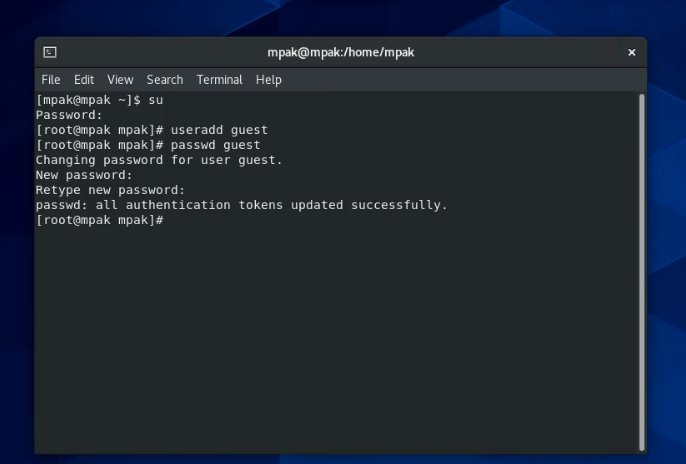 mpak@mpak:/home/mpak ×
File Edit View Search Terminal Help
[mpak@mpak ~]$ su
Password:
[root@mpak mpak]# useradd guest
[root@mpak mpak]# passwd guest
Changing password for user guest.
New password:
Retype new password:
passwd: all authentication tokens updated successfully.
[root@mpak mpak]#